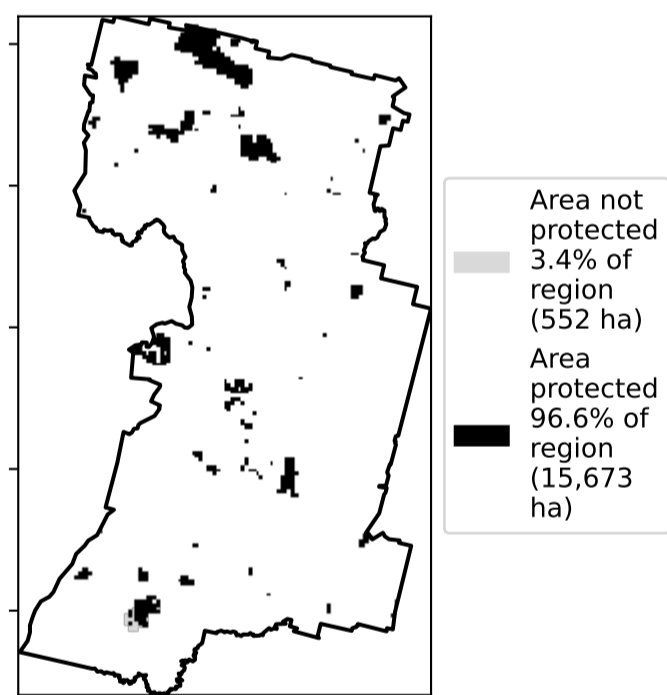 Area not
protected
3.4% of
region
(552 ha)
Area
protected
96.6% of
region
(15,673
ha)